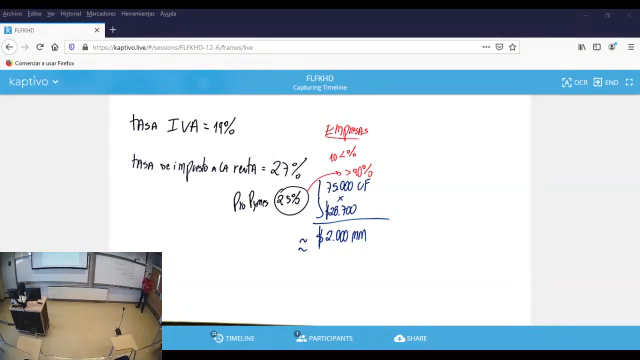 Archivo Editar Ver Historial Marcadores Herramientas Ayuda
FLFKHD
https://kaptivo.live/#/sessions/FLFKHD-12-6/frames/live
Comenzar a usar Firefox
kaptivo
FLFKHD
Capturing Timeline
OCR
END
TASA IVA = 19%
EMPRESAS
10 < %
TASA DE IMPUESTO A LA RENTA = 27%
> 90%
Pro Pymes 25%
75.000 UF
x
$28.700
≈ $2.000 MM
TIMELINE
1
PARTICIPANTS
SHARE